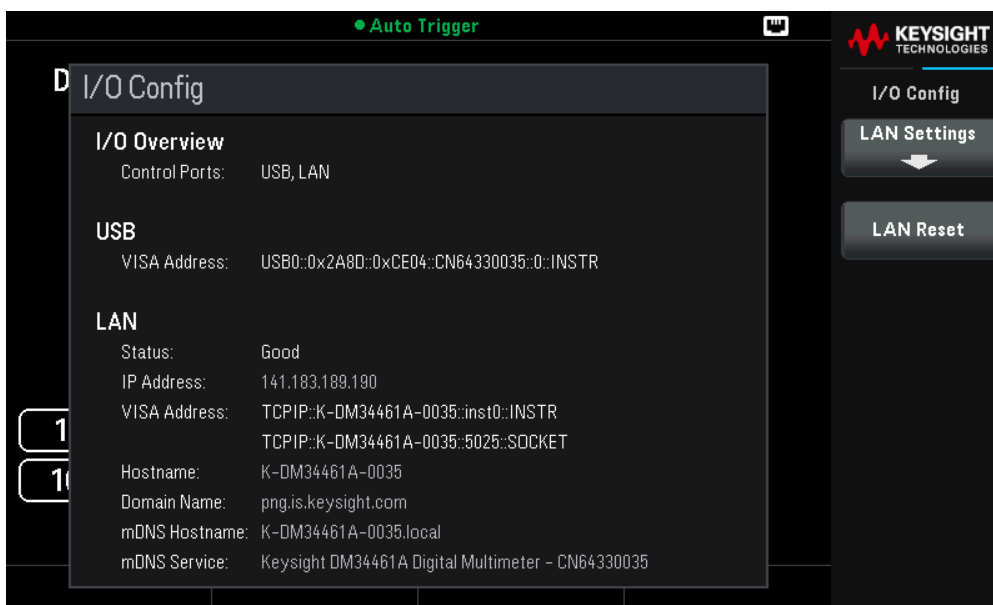 Auto Trigger
KEYSIGHT
TECHNOLOGIES
D
I/O Config
I/O Config
LAN Settings
LAN Reset
I/O Overview
Control Ports: USB, LAN
USB
VISA Address: USB0::0x2A8D::0xCE04::CN64330035::0::INSTR
LAN
Status: Good
IP Address: 141.183.189.190
VISA Address: TCPIP::K-DM34461A-0035::inst0::INSTR
TCPIP::K-DM34461A-0035::5025::SOCKET
Hostname: K-DM34461A-0035
Domain Name: png.is.keysight.com
mDNS Hostname: K-DM34461A-0035.local
mDNS Service: Keysight DM34461A Digital Multimeter - CN64330035
1